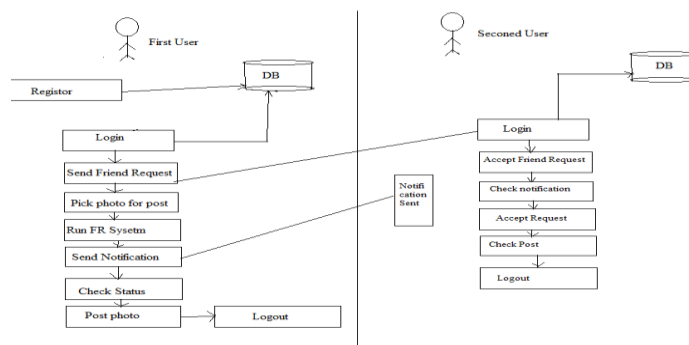 First User
DB
Registor
Login
Send Friend Request
Pick photo for post
Run FR Sysetm
Send Notification
Check Status
Post photo
Logout
Notifi
cation
Sent
Seconed User
DB
Login
Accept Friend Request
Check notification
Accept Request
Check Post
Logout